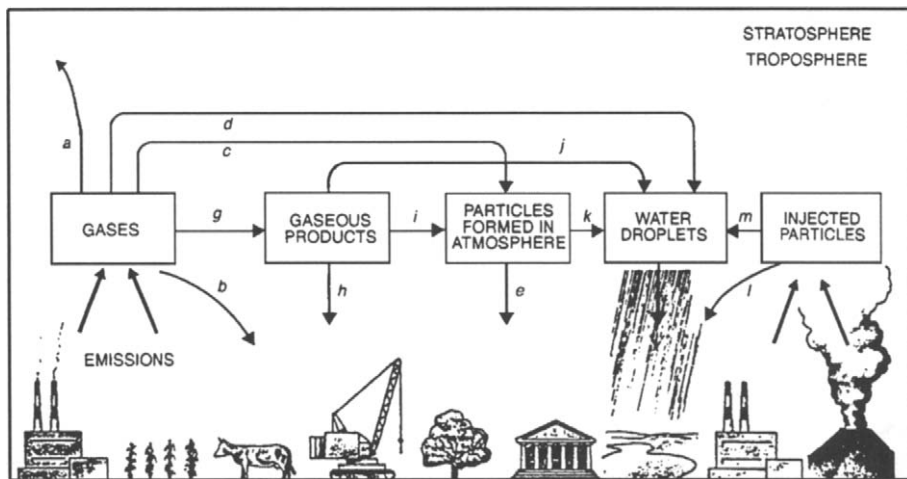 STRATOSPHERE
TROPOSPHERE
d
a
c
j
GASES
g
GASEOUS
PRODUCTS
i
PARTICLES
FORMED IN
ATMOSPHERE
k
WATER
DROPLETS
m
INJECTED
PARTICLES
b
h
e
l
EMISSIONS